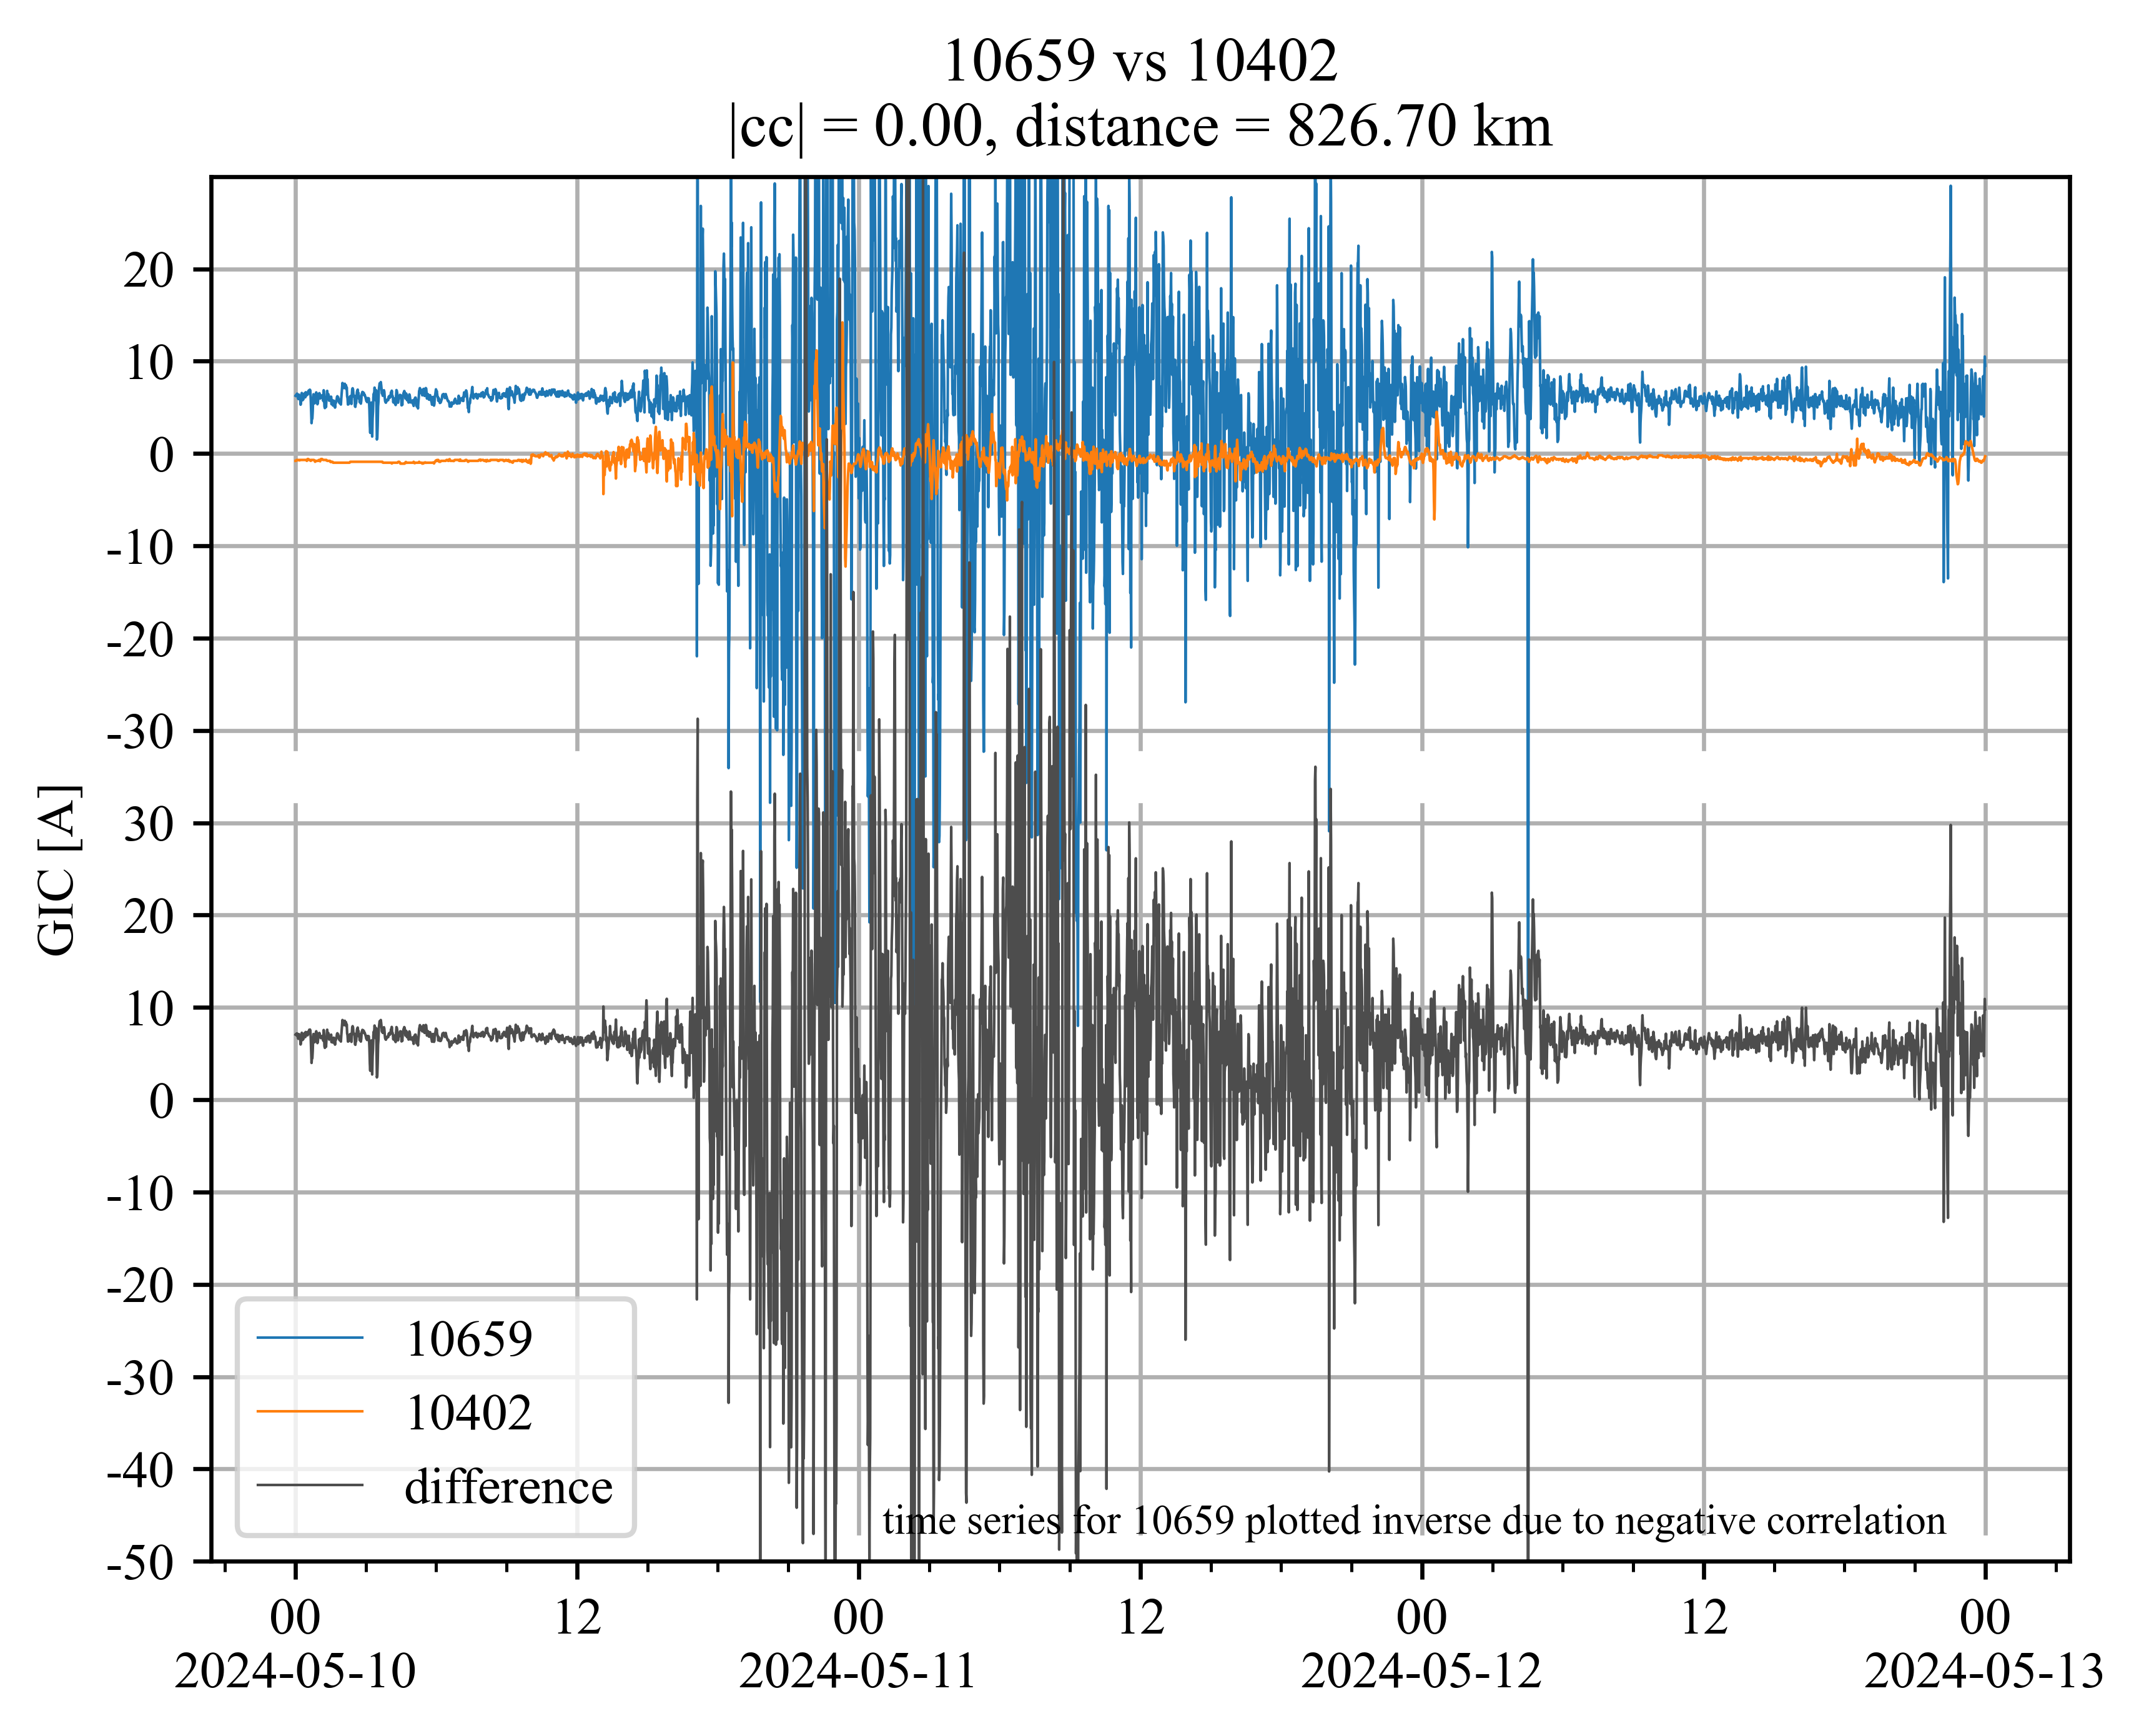 10659 vs 10402
|cc| = 0.00, distance = 826.70 km
GIC [A]
20
10
0
-10
-20
-30
30
20
10
0
-10
-20
-30
-40
-50
10659
10402
difference
time series for 10659 plotted inverse due to negative correlation
00 12 00 12 00 12 00
2024-05-10 2024-05-11 2024-05-12 2024-05-13